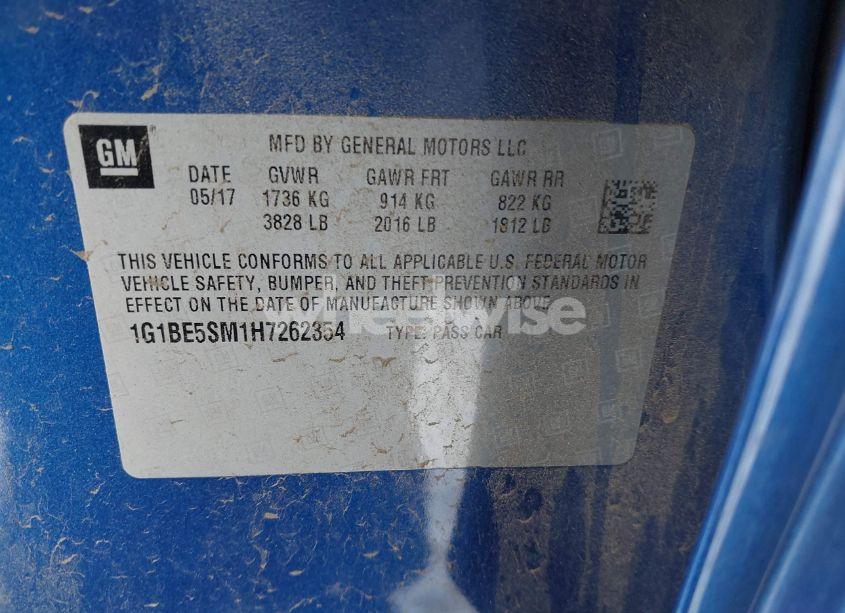 GM
MFD BY GENERAL MOTORS LLC
DATE GVWR GAWR FRT GAWR RR
05/17 1736 KG 914 KG 822 KG
3828 LB 2016 LB 1812 LB
THIS VEHICLE CONFORMS TO ALL APPLICABLE U.S. FEDERAL MOTOR
VEHICLE SAFETY, BUMPER, AND THEFT PREVENTION STANDARDS IN
EFFECT ON THE DATE OF MANUFACTURE SHOWN ABOVE
1G1BE5SM1H7262354 TYPE: PASS CAR
wheelwise